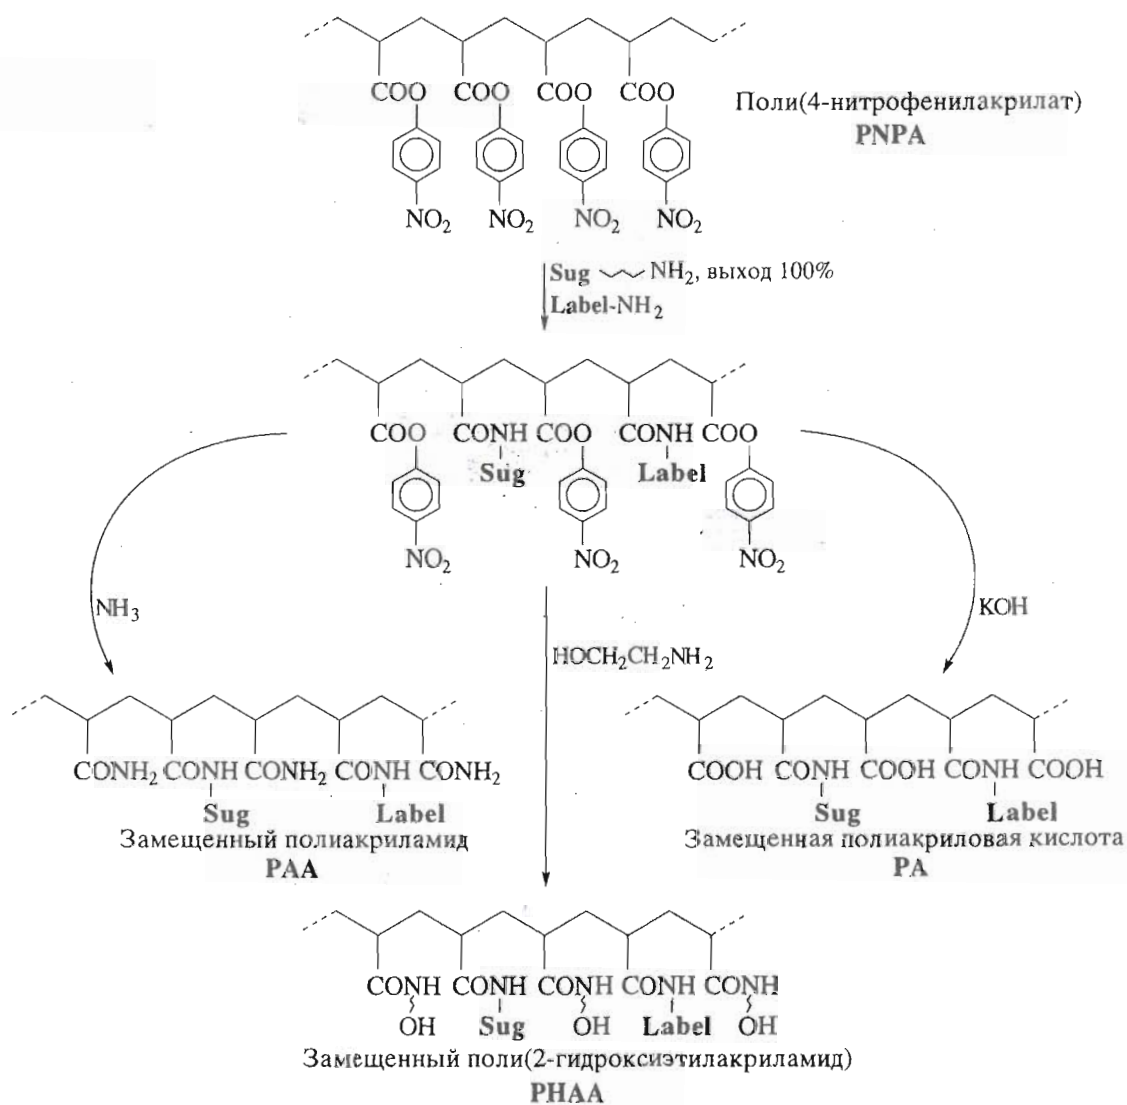 COO COO COO COO
Поли(4-нитрофенилакрилат)
PNPA
NO2 NO2 NO2 NO2
Sug NH2, выход 100%
Label-NH2
COO CONH COO CONH COO
Sug Label
NO2 NO2 NO2
NH3
KOH
HOCH2CH2NH2
CONH2 CONH CONH2 CONH CONH2
Sug Label
Замещенный полиакриламид
PAA
COOH CONH COOH CONH COOH
Sug Label
Замещенная полиакриловая кислота
PA
CONH CONH CONH CONH CONH
OH Sug OH Label OH
Замещенный поли(2-гидроксиэтилакриламид)
PHAA